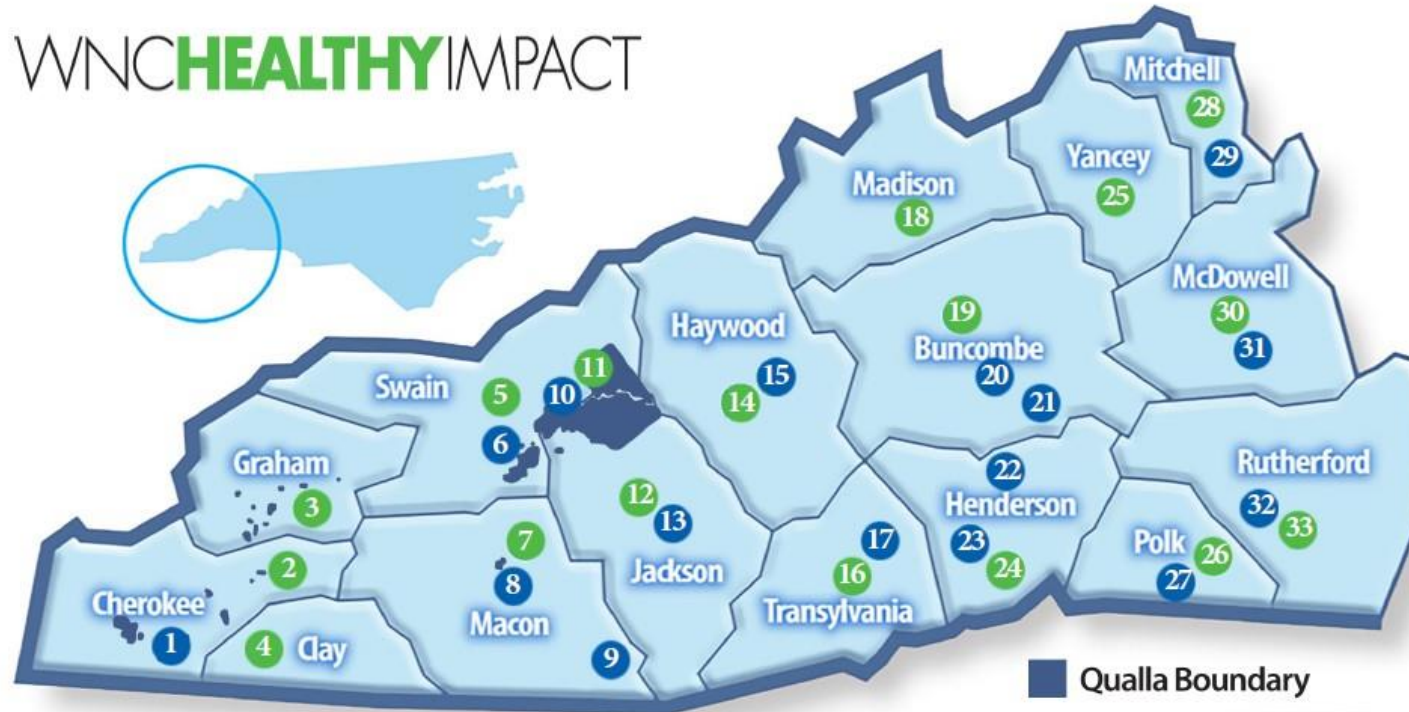 WNCHEALTHYIMPACT
Mitchell
28
29
Yancey
25
Madison
18
McDowell
30
31
Haywood
15
14
19
Buncombe
20
21
Swain
5
10
11
6
Graham
3
Rutherford
32
33
22
Henderson
23
24
12
13
Jackson
17
16
Transylvania
Polk
26
27
7
8
Macon
9
2
Cherokee
1
4
Clay
Qualla Boundary